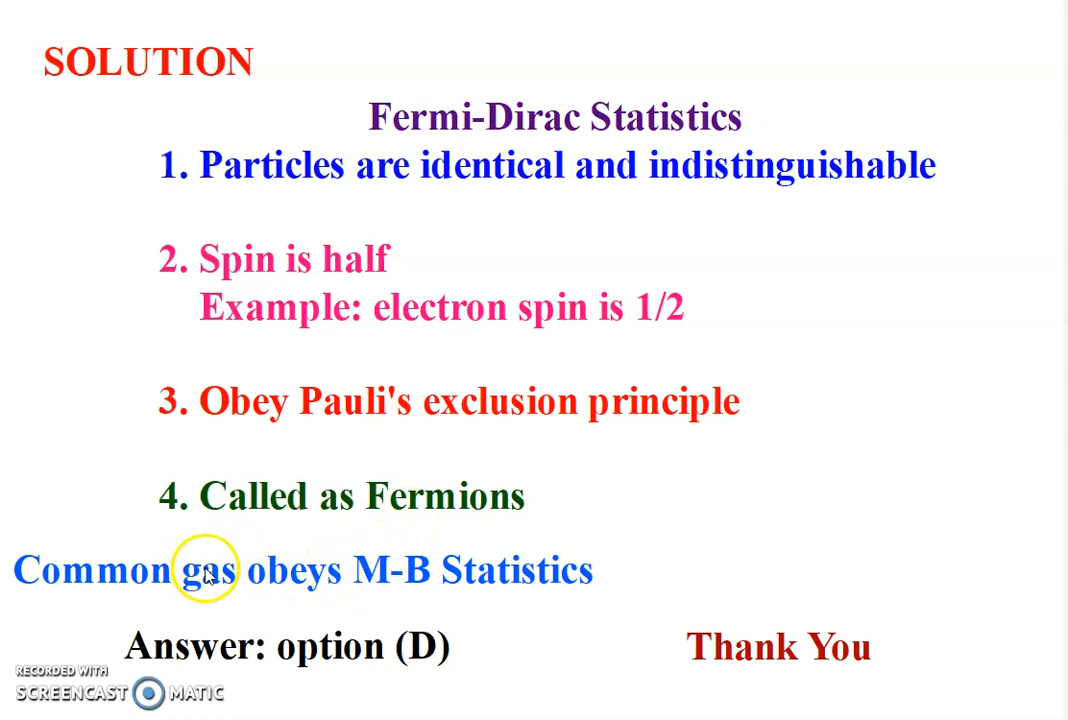 SOLUTION
Fermi-Dirac Statistics
1. Particles are identical and indistinguishable
2. Spin is half
Example: electron spin is 1/2
3. Obey Pauli's exclusion principle
4. Called as Fermions
Common gas obeys M-B Statistics
Answer: option (D)
Thank You
RECORDED WITH
SCREENCAST MATIC